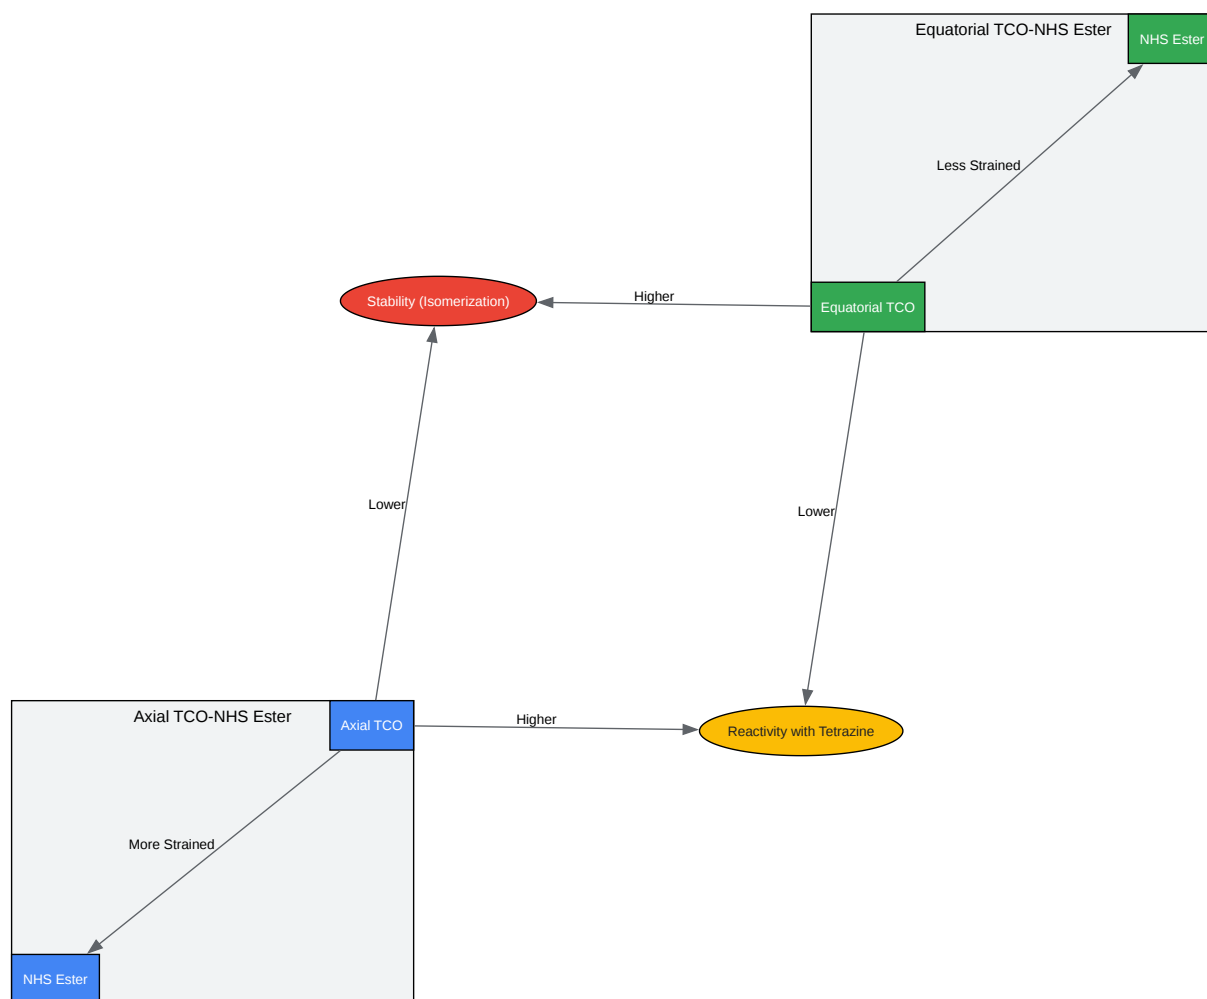 Equatorial TCO-NHS Ester
NHS Ester
Less Strained
Stability (Isomerization)
Higher
Equatorial TCO
Lower
Lower
Axial TCO-NHS Ester
Axial TCO
Higher
Reactivity with Tetrazine
More Strained
NHS Ester